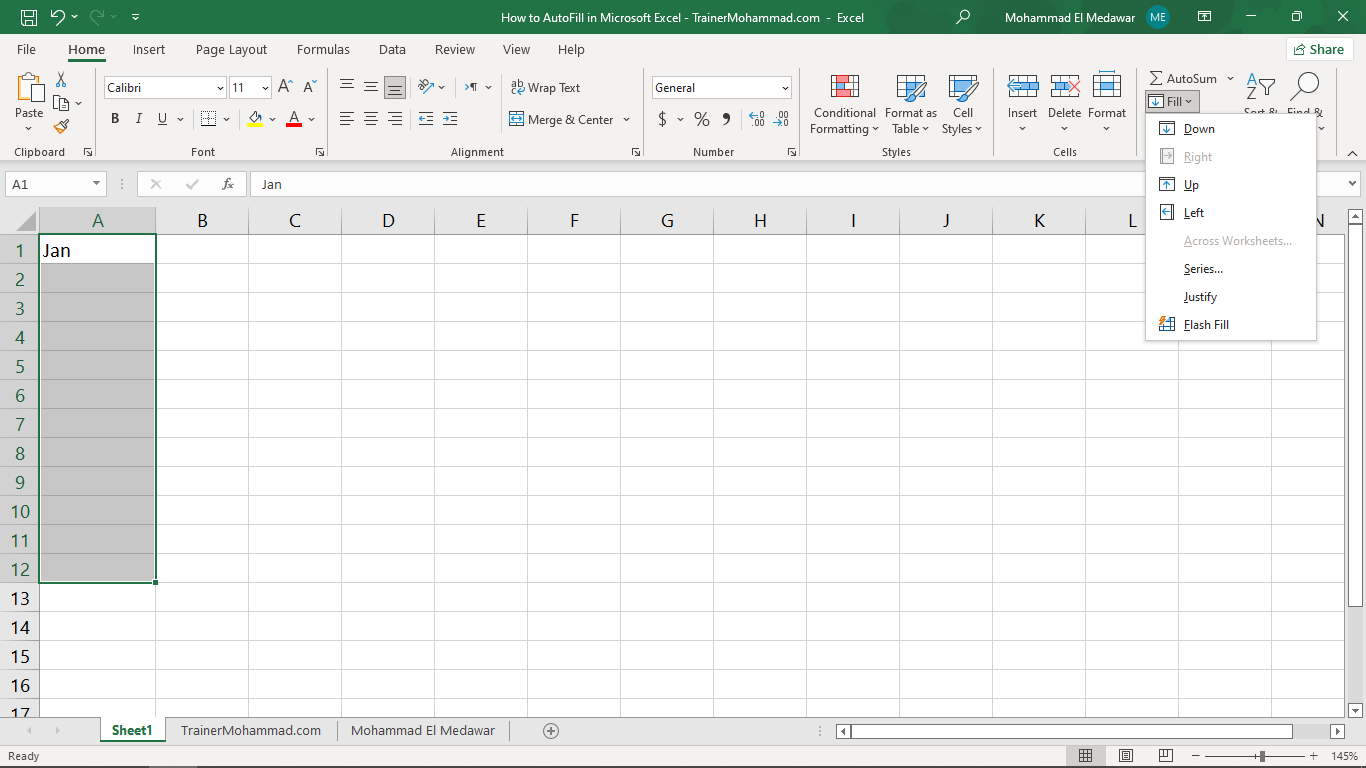 How to AutoFill in Microsoft Excel - TrainerMohammad.com - Excel
Mohammad El Medawar ME
File Home Insert Page Layout Formulas Data Review View Help
Share
Paste
Calibri 11
B I U A
Wrap Text
Merge & Center
General
$ % 9
Conditional Formatting
Format as Table
Cell Styles
Insert Delete Format
AutoSum
Fill
Clipboard Font Alignment Number Styles Cells
Down
Right
Up
Left
Across Worksheets...
Series...
Justify
Flash Fill
A1 fx Jan
A B C D E F G H I J K L N
1 Jan
2
3
4
5
6
7
8
9
10
11
12
13
14
15
16
17
Sheet1 TrainerMohammad.com Mohammad El Medawar
Ready 145%